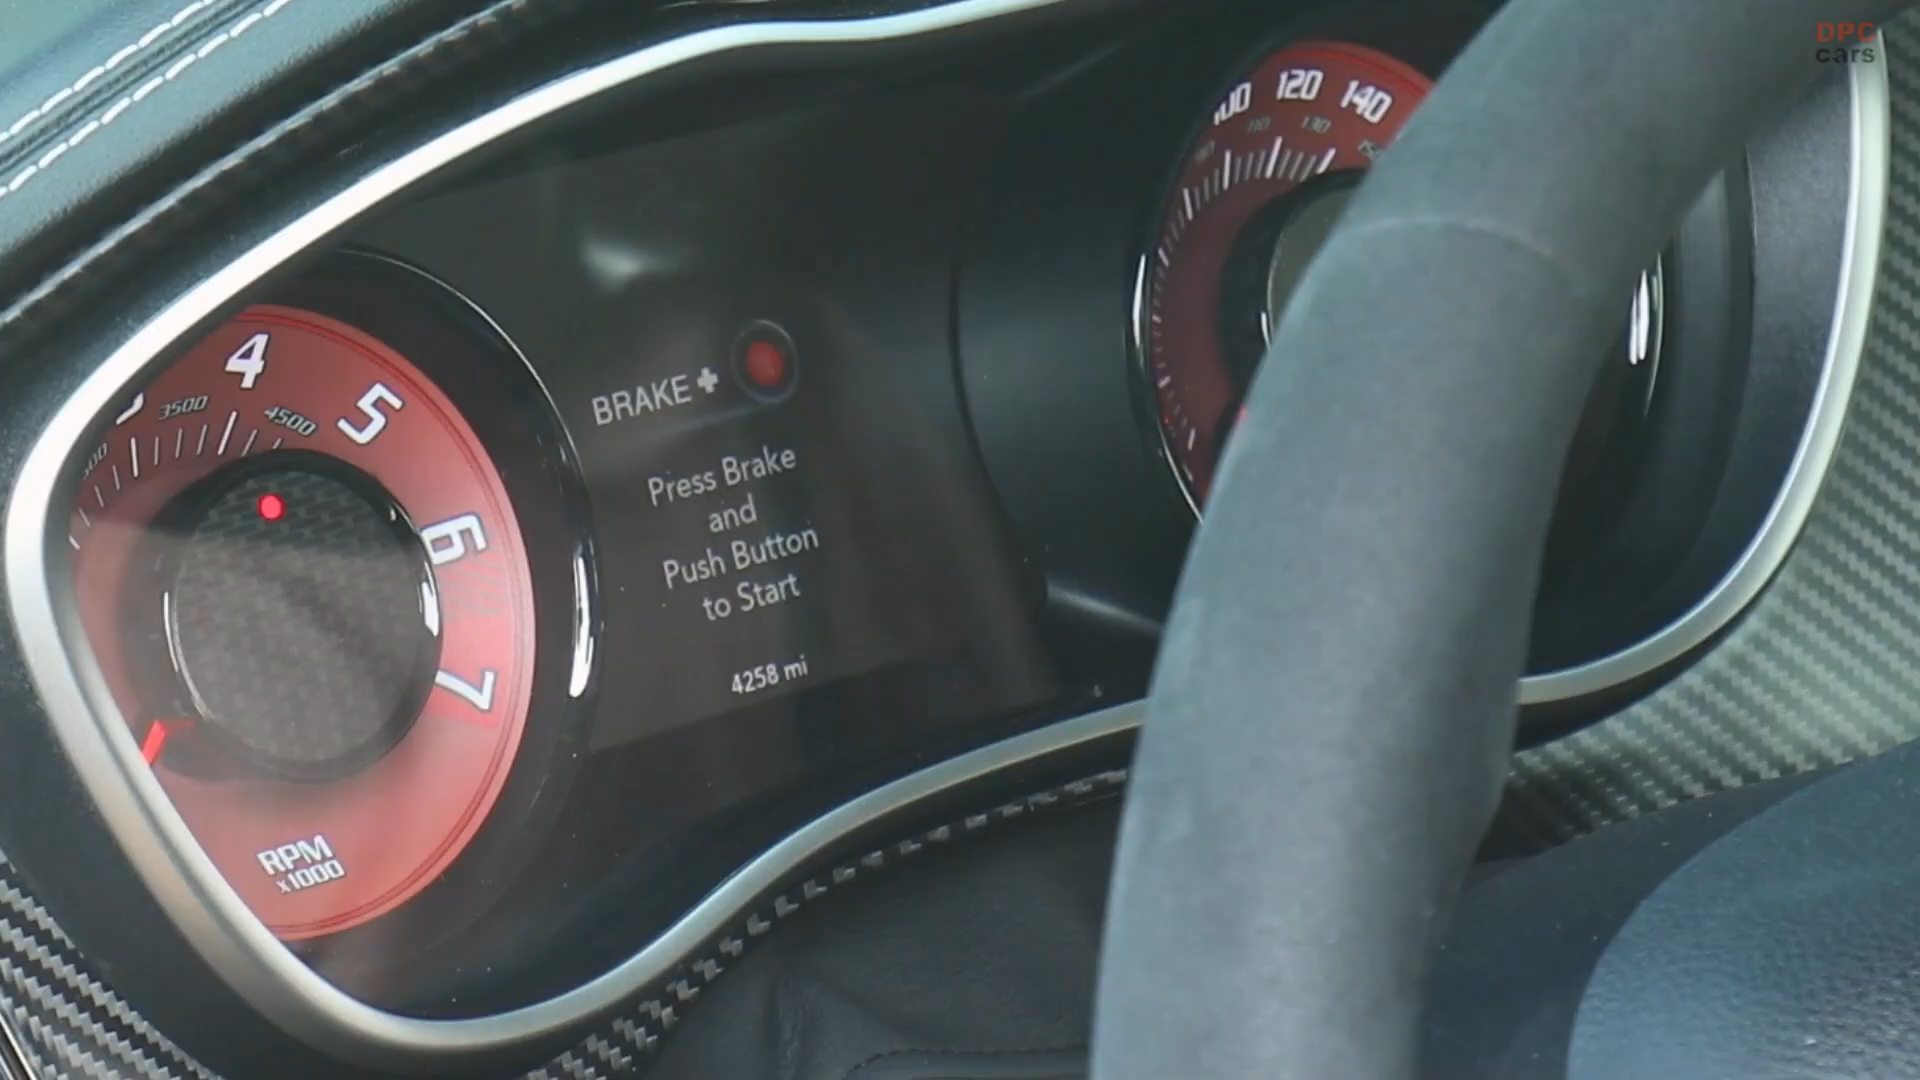 DPC
cars
100 120 140
110 130
4
5
3500
4500
6
7
BRAKE +
Press Brake
and
Push Button
to Start
4258 mi
RPM
x1000